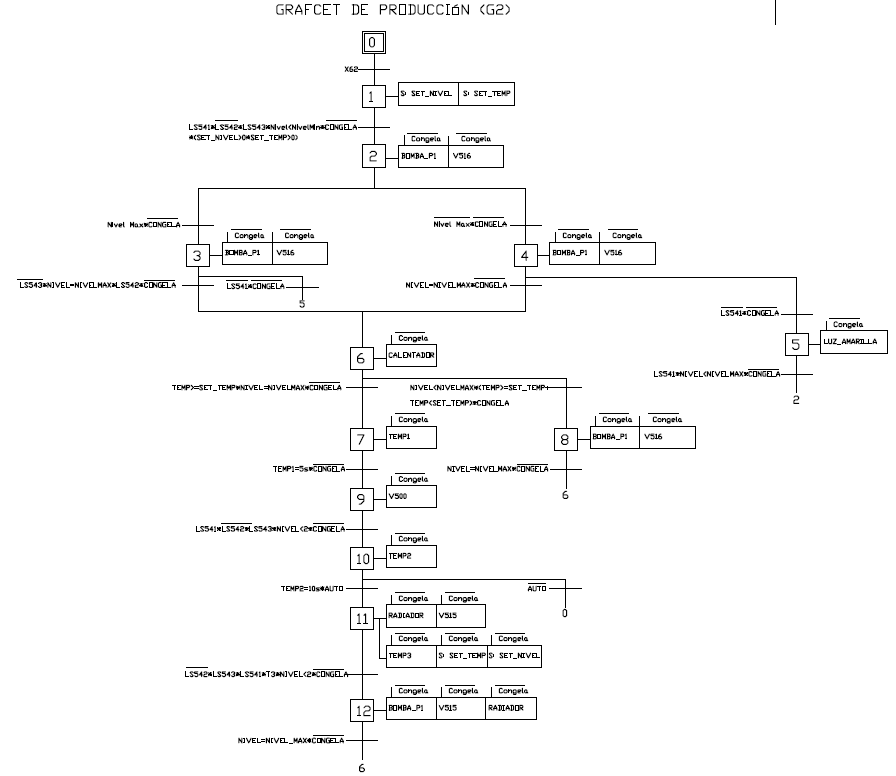 GRAFCET DE PRODUCCIóN (G2)
0
X62
1
S: SET_NIVEL S: SET_TEMP
LS541*LS542*LS543*Nivel<NivelMin*CONGELA
*(SET_NIVEL>0*SET_TEMP>0)
Congela Congela
2
BOMBA_P1 V516
Nivel Max*CONGELA
Nivel Max*CONGELA
Congela Congela
3
BOMBA_P1 V516
Congela Congela
4
BOMBA_P1 V516
LS543*NIVEL=NIVELMAX*LS542*CONGELA
LS541*CONGELA
5
NIVEL=NIVELMAX*CONGELA
LS541*CONGELA
Congela
5
LUZ_AMARILLA
LS541*NIVEL<NIVELMAX*CONGELA
2
Congela
6
CALENTADOR
TEMP>=SET_TEMP*NIVEL=NIVELMAX*CONGELA
NIVEL<NIVELMAX*(TEMP>=SET_TEMP+
TEMP<SET_TEMP)*CONGELA
Congela
7
TEMP1
Congela Congela
8
BOMBA_P1 V516
TEMP1=5s*CONGELA
NIVEL=NIVELMAX*CONGELA
6
Congela
9
V500
LS541*LS542*LS543*NIVEL<2*CONGELA
Congela
10
TEMP2
TEMP2=10s*AUTO
AUTO
0
Congela Congela
11
RADIADOR V515
Congela Congela Congela
TEMP3 S: SET_TEMP S: SET_NIVEL
LS542*LS543*LS541*T3*NIVEL<2*CONGELA
Congela Congela Congela
12
BOMBA_P1 V515 RADIADOR
NIVEL=NIVEL_MAX*CONGELA
6